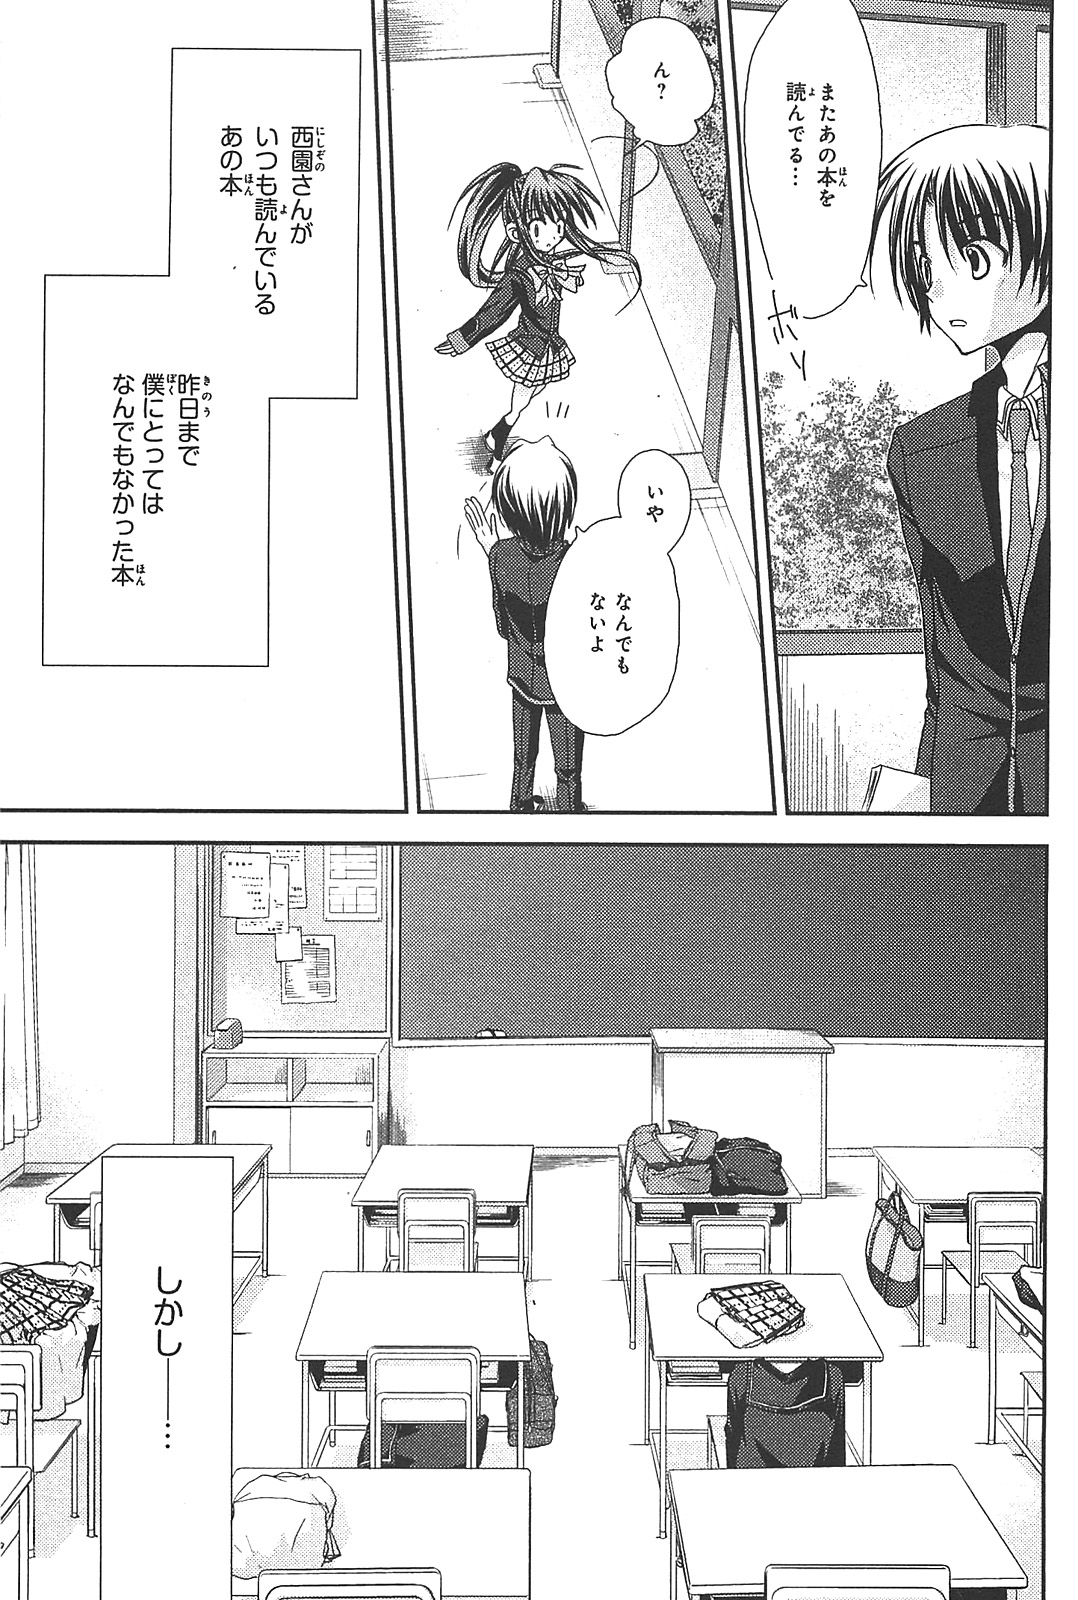 またあの本を
読んでる…
ボソリ
ん？
いや
なんでも
ないよ
西園さんが
いつも読んでいる
あの本
昨日まで
僕にとっては
なんでもなかった本
しかし――…